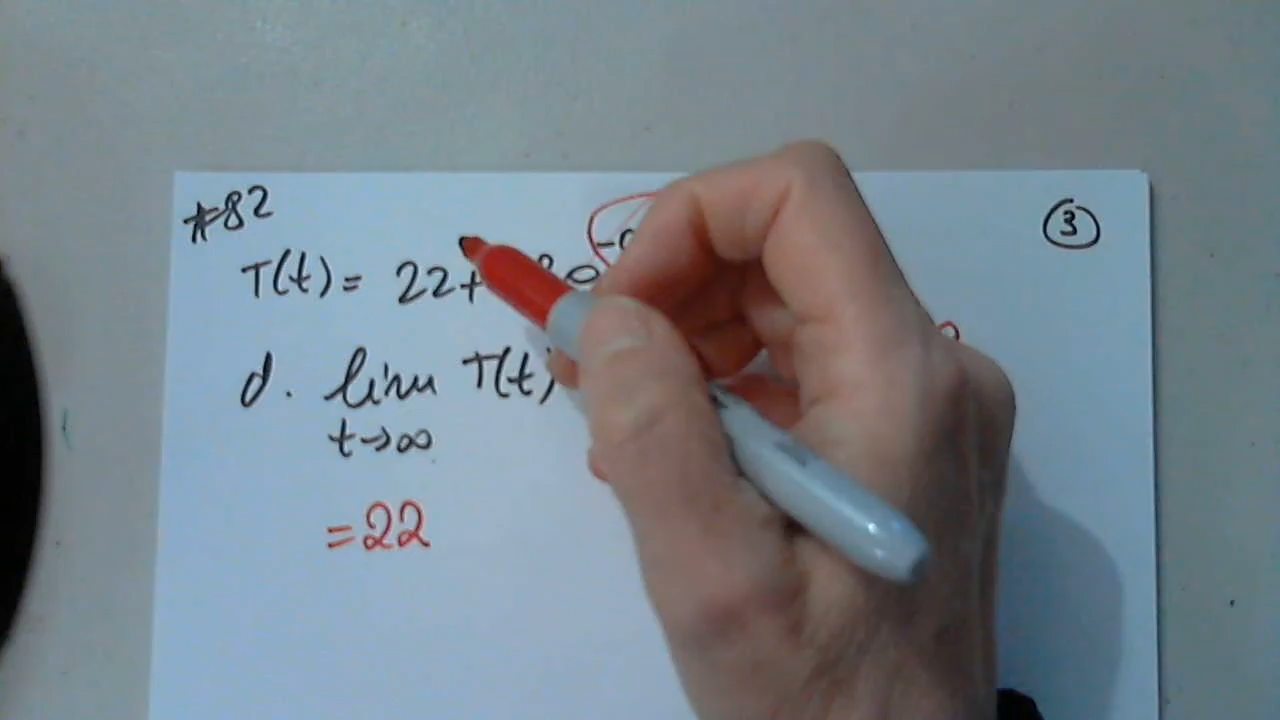 #82
③
T(t) = 22+
d. lim T(t)
t→∞
=22